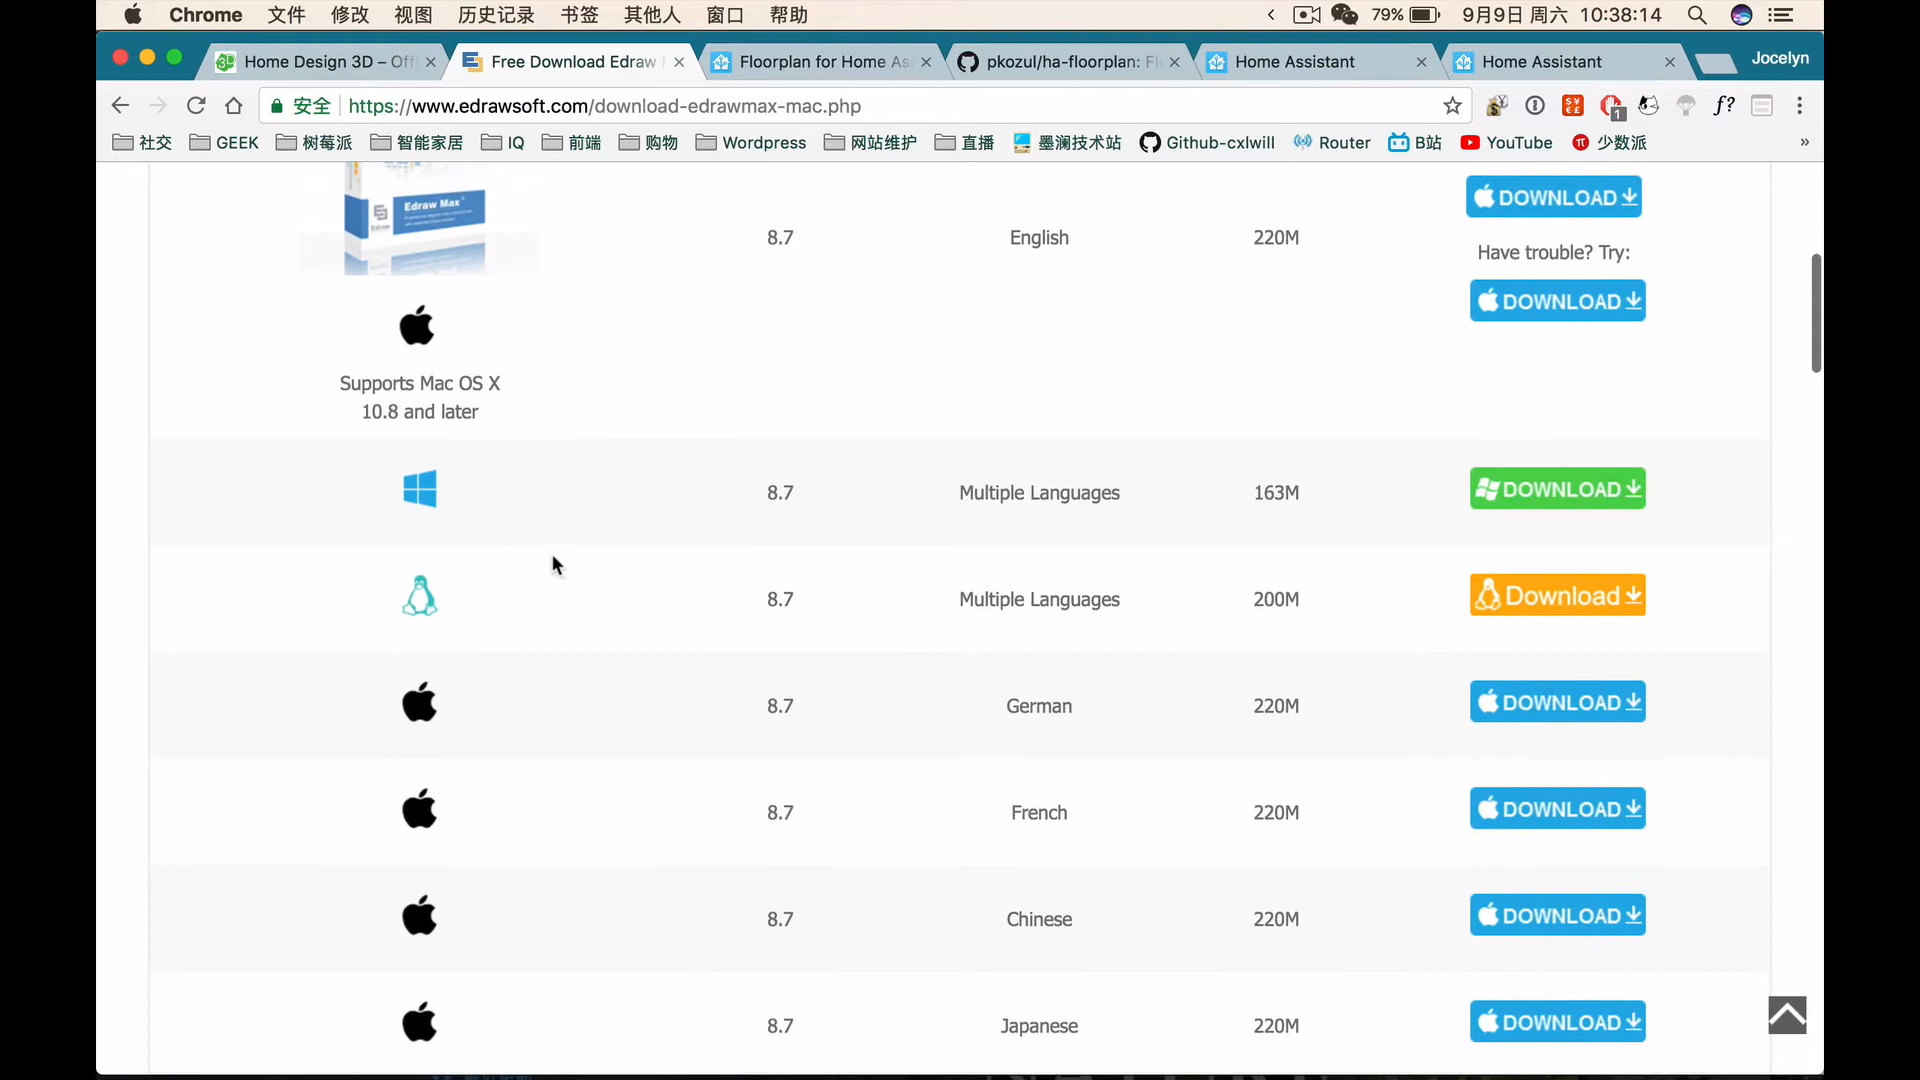 Chrome 文件 修改 视图 历史记录 书签 其他人 窗口 帮助 79% 9月9日 周六 10:38:14
Home Design 3D – Offi Free Download Edraw Floorplan for Home As pkozul/ha-floorplan: Fl Home Assistant Home Assistant Jocelyn
安全 https://www.edrawsoft.com/download-edrawmax-mac.php
社交 GEEK 树莓派 智能家居 IQ 前端 购物 Wordpress 网站维护 直播 墨澜技术站 Github-cxlwill Router B站 YouTube 少数派 »
Edraw Max
DOWNLOAD
8.7 English 220M
Have trouble? Try:
DOWNLOAD
Supports Mac OS X
10.8 and later
8.7 Multiple Languages 163M DOWNLOAD
8.7 Multiple Languages 200M Download
8.7 German 220M DOWNLOAD
8.7 French 220M DOWNLOAD
8.7 Chinese 220M DOWNLOAD
8.7 Japanese 220M DOWNLOAD